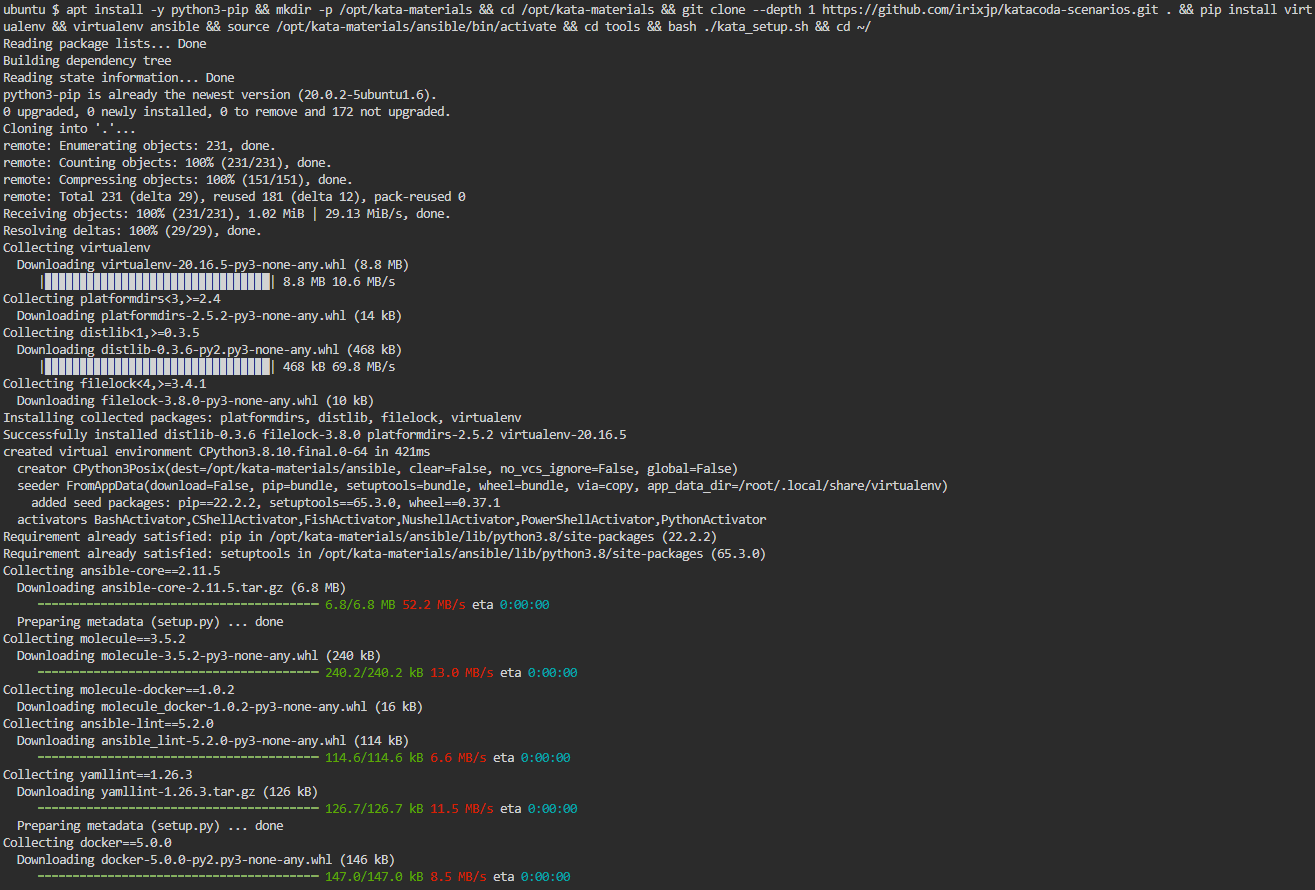 ubuntu $ apt install -y python3-pip && mkdir -p /opt/kata-materials && cd /opt/kata-materials && git clone --depth 1 https://github.com/irixjp/katacoda-scenarios.git . && pip install virt
ualenv && virtualenv ansible && source /opt/kata-materials/ansible/bin/activate && cd tools && bash ./kata_setup.sh && cd ~/
Reading package lists... Done
Building dependency tree
Reading state information... Done
python3-pip is already the newest version (20.0.2-5ubuntu1.6).
0 upgraded, 0 newly installed, 0 to remove and 172 not upgraded.
Cloning into '.'...
remote: Enumerating objects: 231, done.
remote: Counting objects: 100% (231/231), done.
remote: Compressing objects: 100% (151/151), done.
remote: Total 231 (delta 29), reused 181 (delta 12), pack-reused 0
Receiving objects: 100% (231/231), 1.02 MiB | 29.13 MiB/s, done.
Resolving deltas: 100% (29/29), done.
Collecting virtualenv
  Downloading virtualenv-20.16.5-py3-none-any.whl (8.8 MB)
     |████████████████████████████████| 8.8 MB 10.6 MB/s
Collecting platformdirs<3,>=2.4
  Downloading platformdirs-2.5.2-py3-none-any.whl (14 kB)
Collecting distlib<1,>=0.3.5
  Downloading distlib-0.3.6-py2.py3-none-any.whl (468 kB)
     |████████████████████████████████| 468 kB 69.8 MB/s
Collecting filelock<4,>=3.4.1
  Downloading filelock-3.8.0-py3-none-any.whl (10 kB)
Installing collected packages: platformdirs, distlib, filelock, virtualenv
Successfully installed distlib-0.3.6 filelock-3.8.0 platformdirs-2.5.2 virtualenv-20.16.5
created virtual environment CPython3.8.10.final.0-64 in 421ms
  creator CPython3Posix(dest=/opt/kata-materials/ansible, clear=False, no_vcs_ignore=False, global=False)
  seeder FromAppData(download=False, pip=bundle, setuptools=bundle, wheel=bundle, via=copy, app_data_dir=/root/.local/share/virtualenv)
    added seed packages: pip==22.2.2, setuptools==65.3.0, wheel==0.37.1
  activators BashActivator,CShellActivator,FishActivator,NushellActivator,PowerShellActivator,PythonActivator
Requirement already satisfied: pip in /opt/kata-materials/ansible/lib/python3.8/site-packages (22.2.2)
Requirement already satisfied: setuptools in /opt/kata-materials/ansible/lib/python3.8/site-packages (65.3.0)
Collecting ansible-core==2.11.5
  Downloading ansible-core-2.11.5.tar.gz (6.8 MB)
     ---------------------------------------- 6.8/6.8 MB 52.2 MB/s eta 0:00:00
  Preparing metadata (setup.py) ... done
Collecting molecule==3.5.2
  Downloading molecule-3.5.2-py3-none-any.whl (240 kB)
     ---------------------------------------- 240.2/240.2 kB 13.0 MB/s eta 0:00:00
Collecting molecule-docker==1.0.2
  Downloading molecule_docker-1.0.2-py3-none-any.whl (16 kB)
Collecting ansible-lint==5.2.0
  Downloading ansible_lint-5.2.0-py3-none-any.whl (114 kB)
     ---------------------------------------- 114.6/114.6 kB 6.6 MB/s eta 0:00:00
Collecting yamllint==1.26.3
  Downloading yamllint-1.26.3.tar.gz (126 kB)
     ---------------------------------------- 126.7/126.7 kB 11.5 MB/s eta 0:00:00
  Preparing metadata (setup.py) ... done
Collecting docker==5.0.0
  Downloading docker-5.0.0-py2.py3-none-any.whl (146 kB)
     ---------------------------------------- 147.0/147.0 kB 8.5 MB/s eta 0:00:00